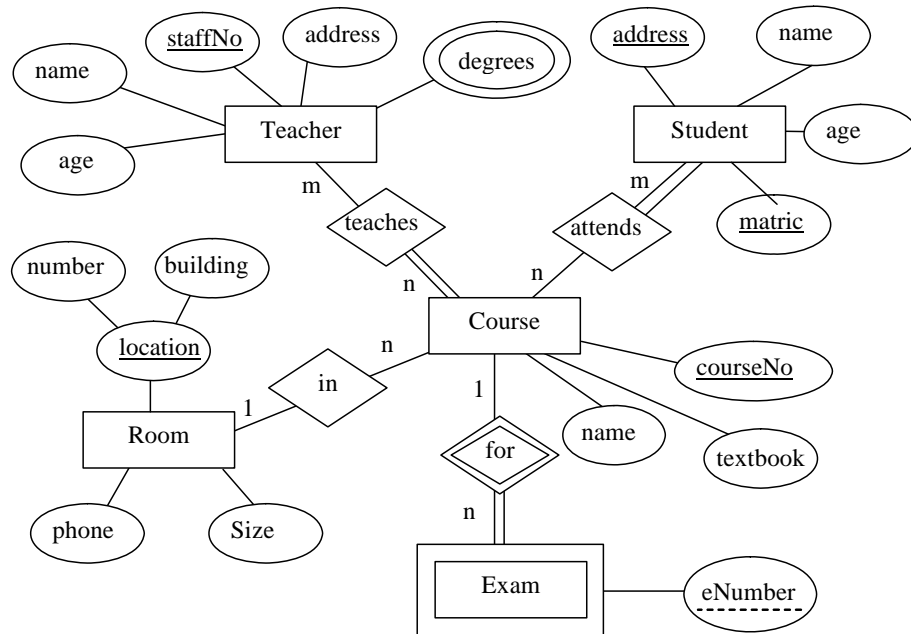 staffNo
address
address
name
name
degrees
Teacher
Student
age
age
m
m
matric
teaches
attends
number
building
n
n
Course
location
n
courseNo
in
1
1
Room
name
for
textbook
phone
Size
n
Exam
eNumber